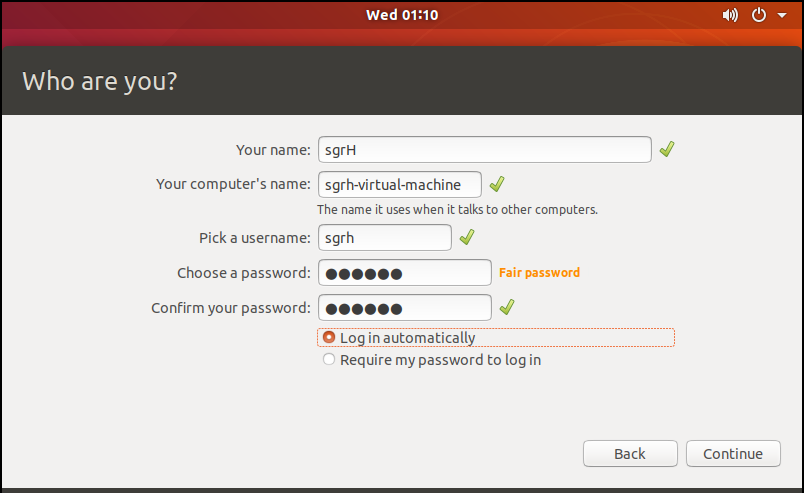 Wed 01:10
Who are you?
Your name: sgrH
Your computer's name: sgrh-virtual-machine
The name it uses when it talks to other computers.
Pick a username: sgrh
Choose a password: ●●●●●● Fair password
Confirm your password: ●●●●●●
Log in automatically
Require my password to log in
Back Continue